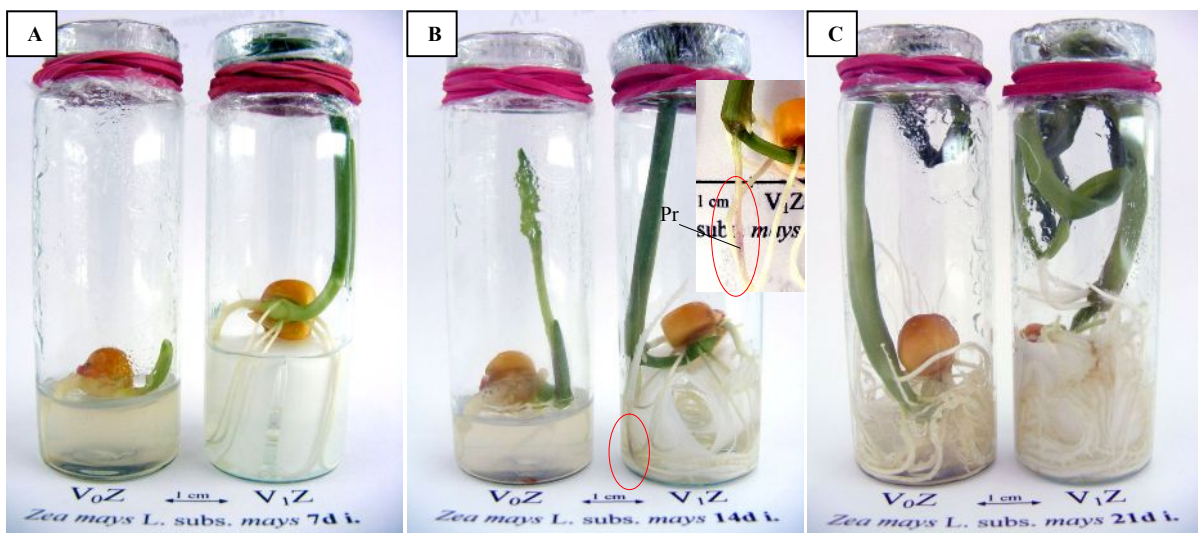 A
V₀Z 1 cm V₁Z
Zea mays L. subs. mays 7d i.
B
1 cm V₁Z
Pr
subs. mays
V₀Z 1 cm V₁Z
Zea mays L. subs. mays 14d i.
C
V₀Z 1 cm V₁Z
Zea mays L. subs. mays 21d i.